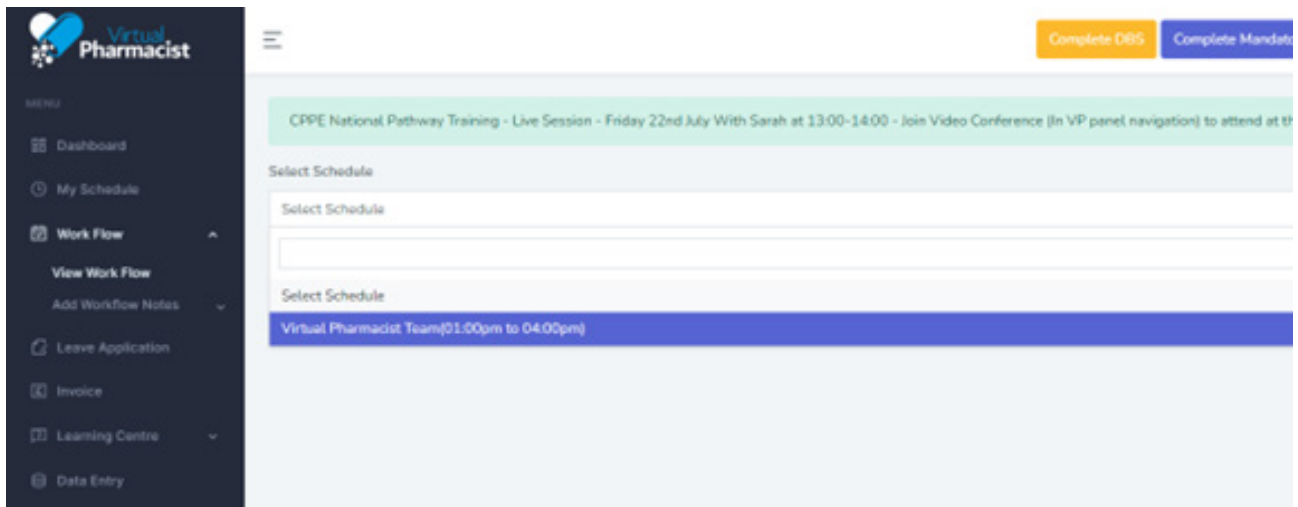 Virtual
Pharmacist
MENU
Dashboard
My Schedule
Work Flow
View Work Flow
Add Workflow Notes
Leave Application
Invoice
Learning Centre
Data Entry
Complete DBS
Complete Mandato
CPPE National Pathway Training - Live Session - Friday 22nd July With Sarah at 13:00-14:00 - Join Video Conference (In VP panel navigation) to attend at th
Select Schedule
Select Schedule
Select Schedule
Virtual Pharmacist Team(01:00pm to 04:00pm)